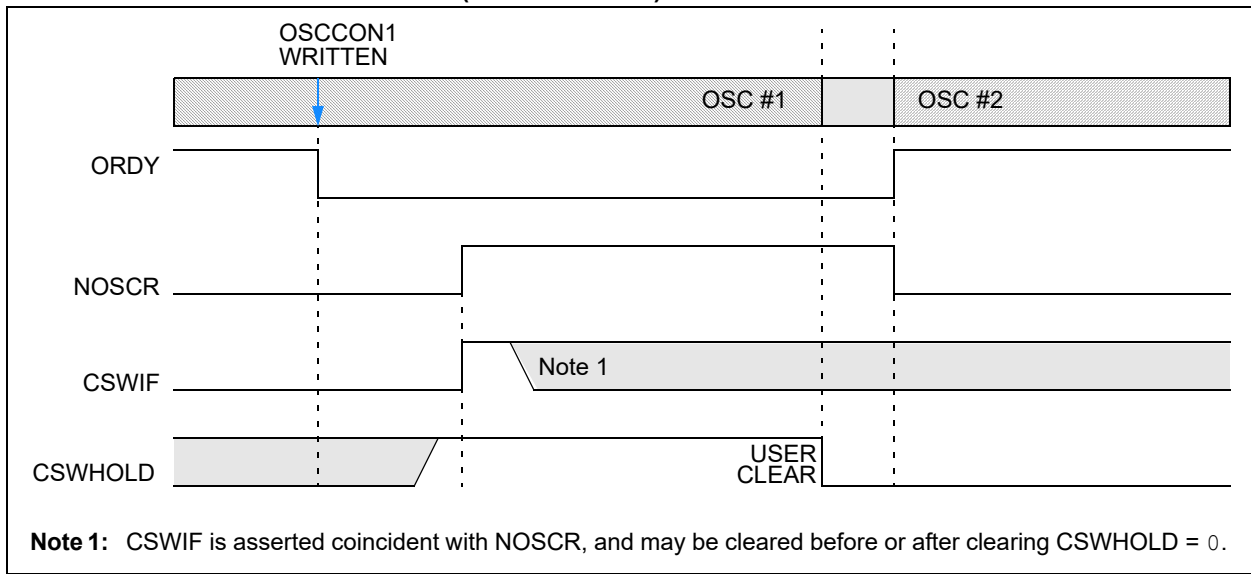 OSCCON1
WRITTEN
OSC #1
OSC #2
ORDY
NOSCR
CSWIF
Note 1
CSWHOLD
USER
CLEAR
Note 1: CSWIF is asserted coincident with NOSCR, and may be cleared before or after clearing CSWHOLD = 0.